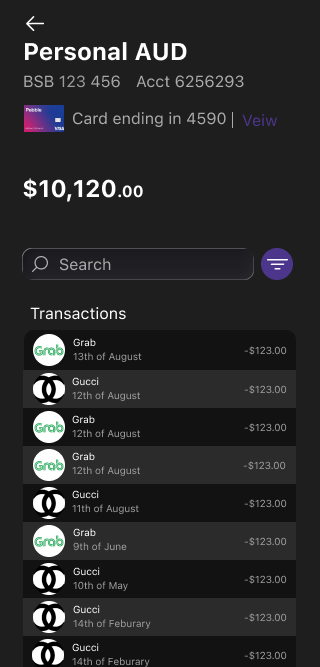 Personal AUD
BSB 123 456 Acct 6256293
Pebble
VISA
Card ending in 4590 | Veiw
$10,120.00
Search
Transactions
Grab
Grab
13th of August
-$123.00
Gucci
12th of August
-$123.00
Grab
Grab
12th of August
-$123.00
Grab
Grab
12th of August
-$123.00
Gucci
11th of August
-$123.00
Grab
Grab
9th of June
-$123.00
Gucci
10th of May
-$123.00
Gucci
14th of Feburary
-$123.00
Gucci
14th of Feburary
-$123.00